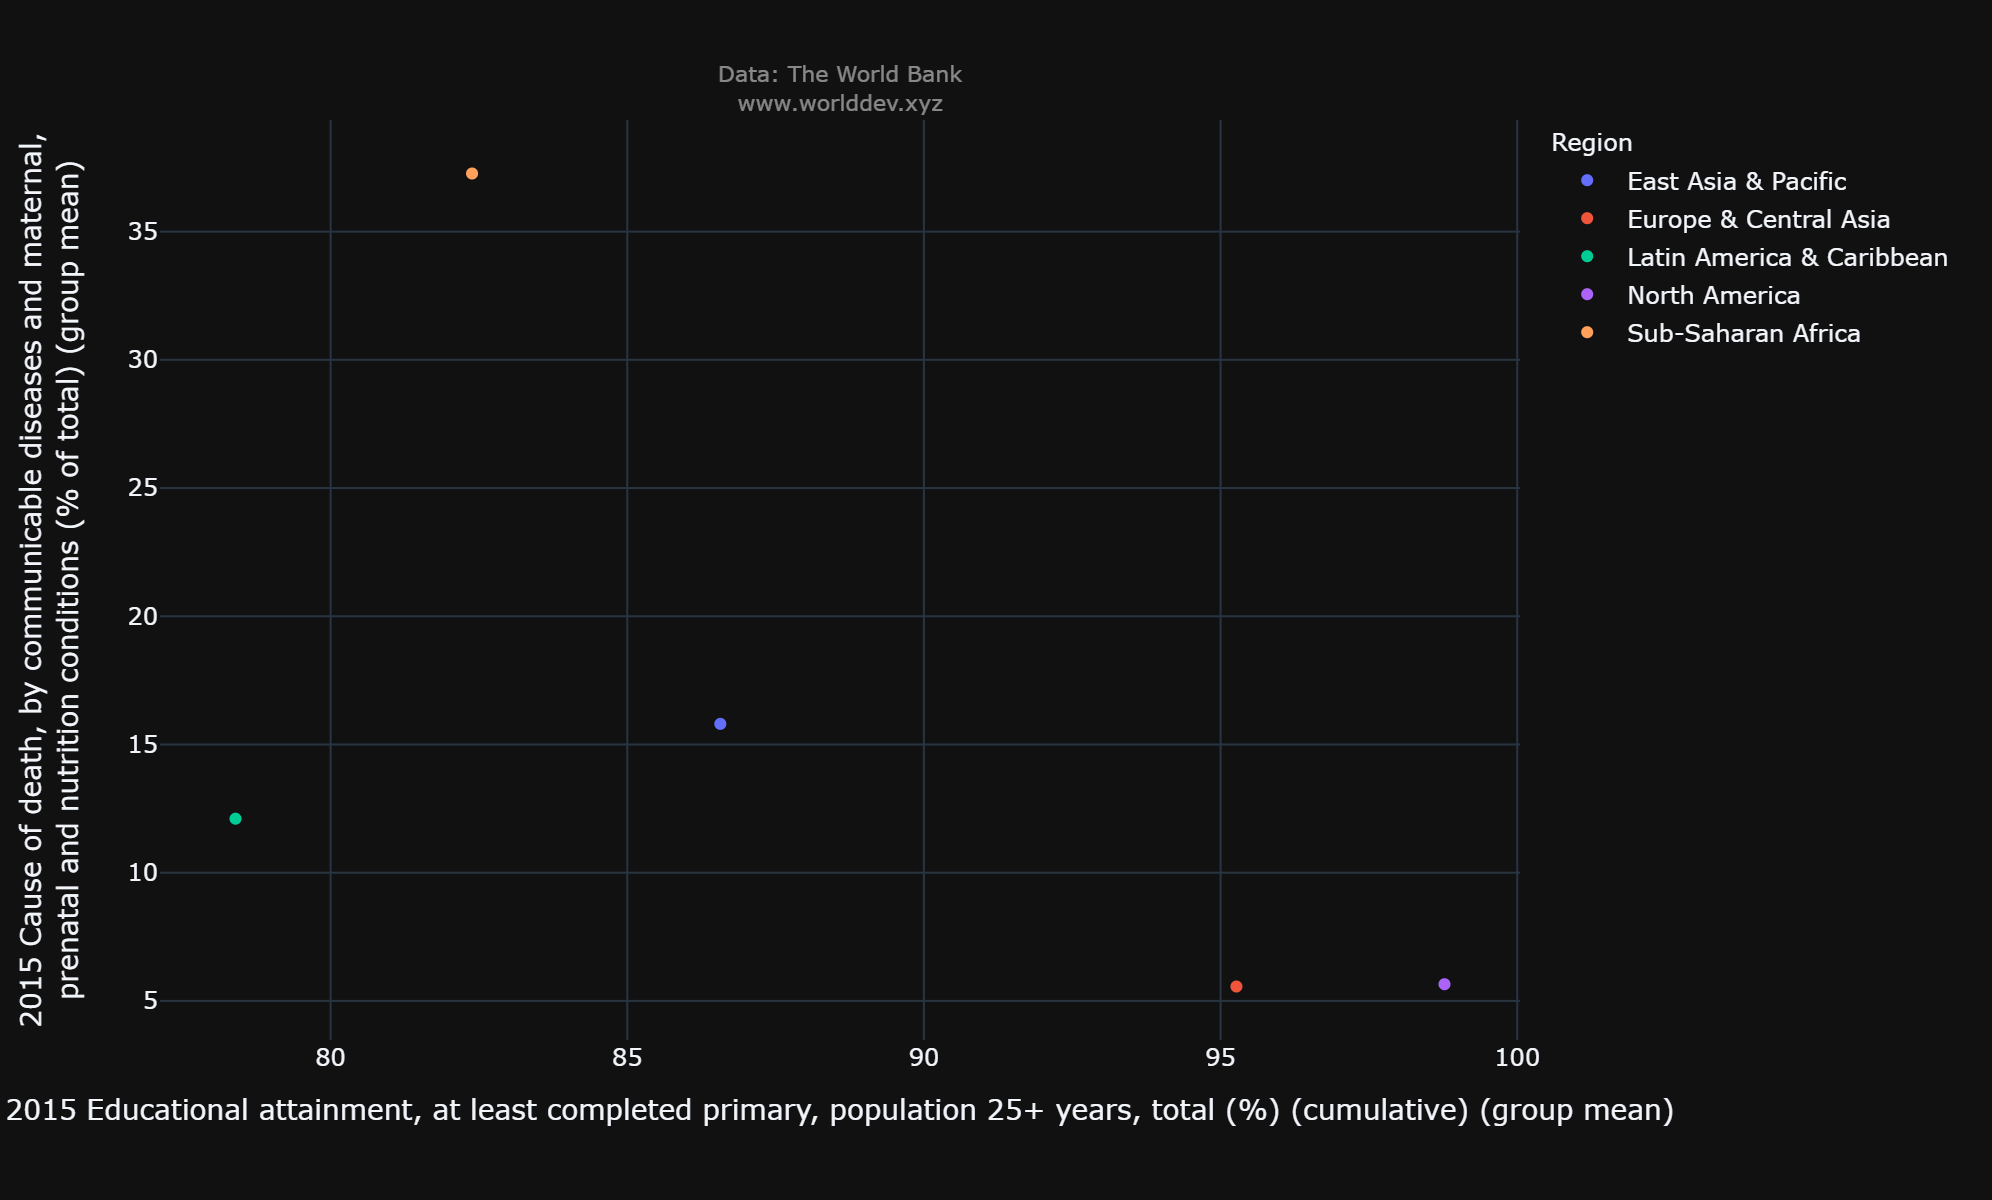 Data: The World Bank
www.worlddev.xyz
2015 Cause of death, by communicable diseases and maternal,
prenatal and nutrition conditions (% of total) (group mean)
35
30
25
20
15
10
5
80
85
90
95
100
2015 Educational attainment, at least completed primary, population 25+ years, total (%) (cumulative) (group mean)
Region
East Asia & Pacific
Europe & Central Asia
Latin America & Caribbean
North America
Sub-Saharan Africa